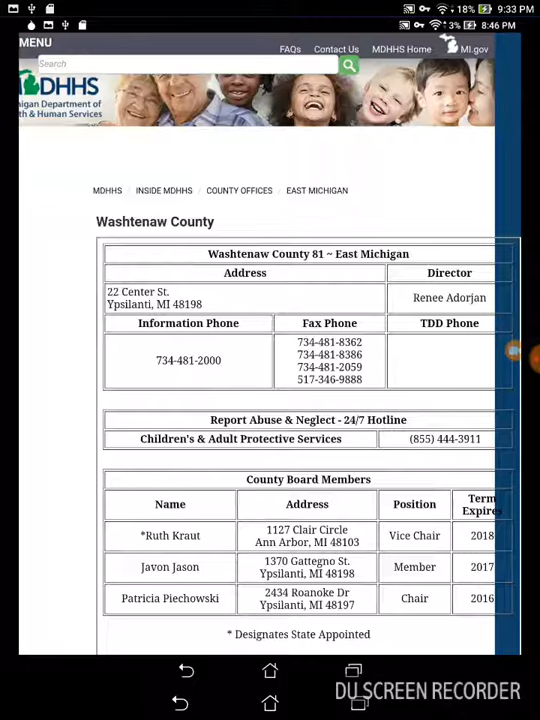 18% 9:33 PM
3% 8:46 PM
MENU
FAQs Contact Us MDHHS Home MI.gov
Search
MDHHS
Michigan Department of
Health & Human Services
MDHHS / INSIDE MDHHS / COUNTY OFFICES / EAST MICHIGAN
Washtenaw County
Washtenaw County 81 ~ East Michigan
Address Director
22 Center St.
Ypsilanti, MI 48198
Renee Adorjan
Information Phone Fax Phone TDD Phone
734-481-2000
734-481-8362
734-481-8386
734-481-2059
517-346-9888
Report Abuse & Neglect - 24/7 Hotline
Children's & Adult Protective Services (855) 444-3911
County Board Members
Name Address Position Term Expires
*Ruth Kraut 1127 Clair Circle Ann Arbor, MI 48103 Vice Chair 2018
Javon Jason 1370 Gattegno St. Ypsilanti, MI 48198 Member 2017
Patricia Piechowski 2434 Roanoke Dr Ypsilanti, MI 48197 Chair 2016
* Designates State Appointed
DU SCREEN RECORDER